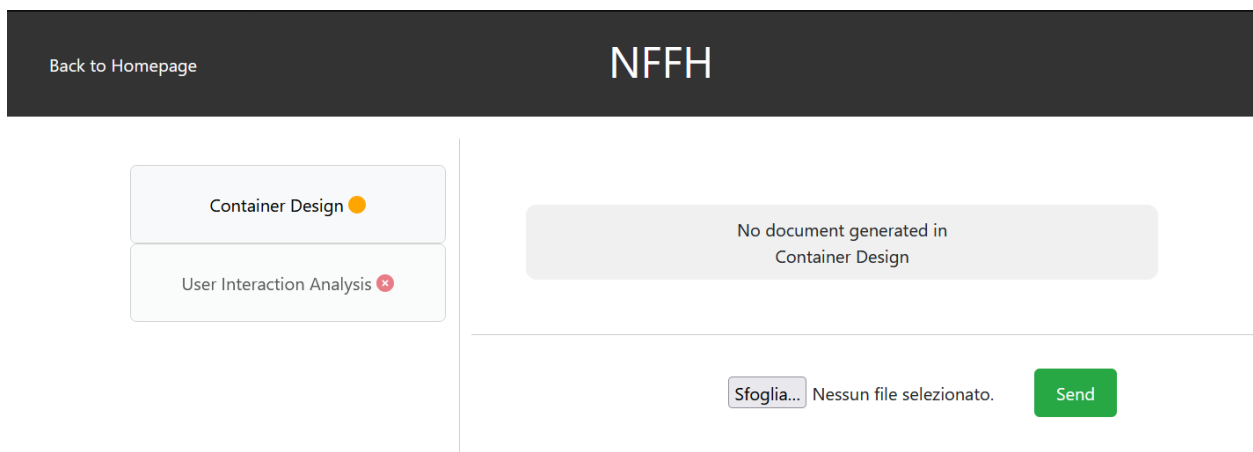 Back to Homepage
NFFH
Container Design
User Interaction Analysis
No document generated in
Container Design
Sfoglia... Nessun file selezionato.
Send